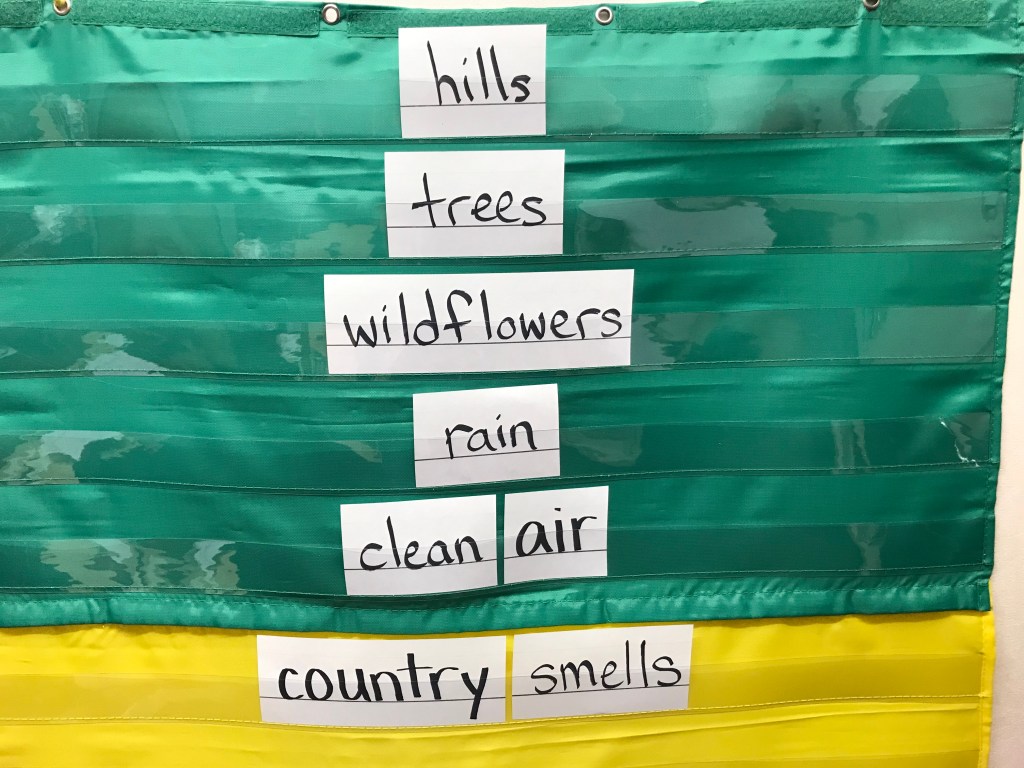 hills
trees
wildflowers
rain
clean air
country smells